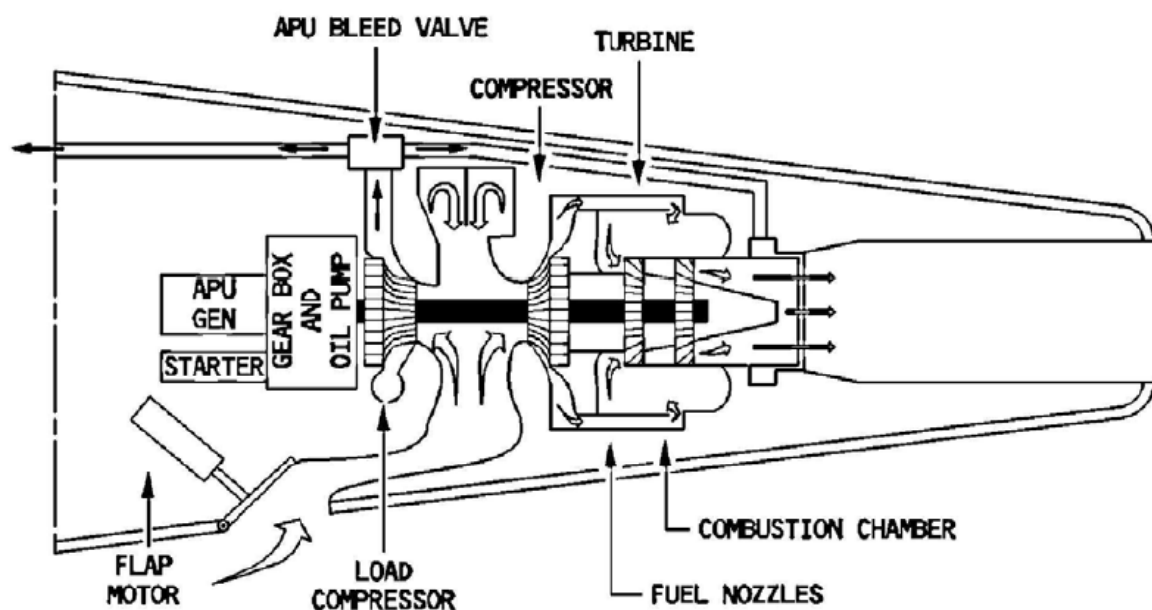 APU BLEED VALVE
TURBINE
COMPRESSOR
APU
GEN
STARTER
GEAR BOX
AND
OIL PUMP
FLAP
MOTOR
LOAD
COMPRESSOR
COMBUSTION CHAMBER
FUEL NOZZLES